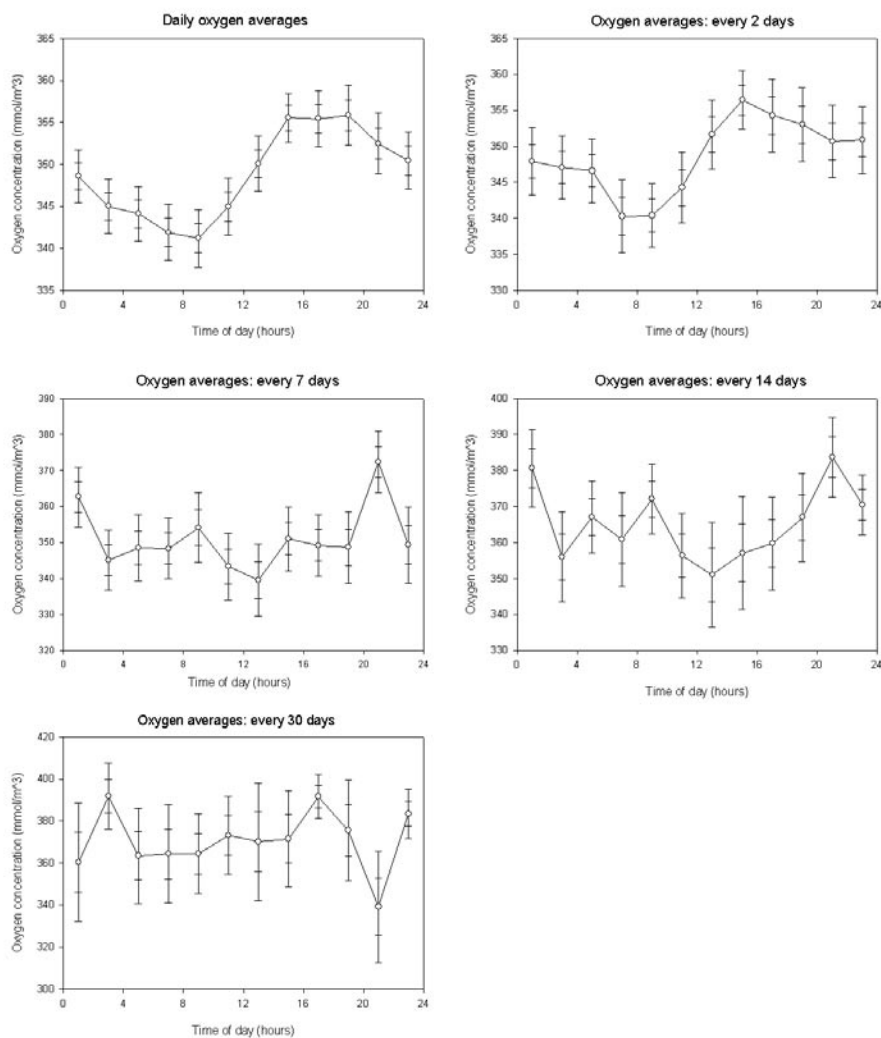 Daily oxygen averages
365
360
355
350
345
340
335
Oxygen concentration (mmol/m^3)
0 4 8 12 16 20 24
Time of day (hours)
Oxygen averages: every 2 days
365
360
355
350
345
340
335
330
Oxygen concentration (mmol/m^3)
0 4 8 12 16 20 24
Time of day (hours)
Oxygen averages: every 7 days
390
380
370
360
350
340
330
320
Oxygen concentration (mmol/m^3)
0 4 8 12 16 20 24
Time of day (hours)
Oxygen averages: every 14 days
400
390
380
370
360
350
340
330
Oxygen concentration (mmol/m^3)
0 4 8 12 16 20 24
Time of day (hours)
Oxygen averages: every 30 days
420
400
380
360
340
320
300
Oxygen concentration (mmol/m^3)
0 4 8 12 16 20 24
Time of day (hours)